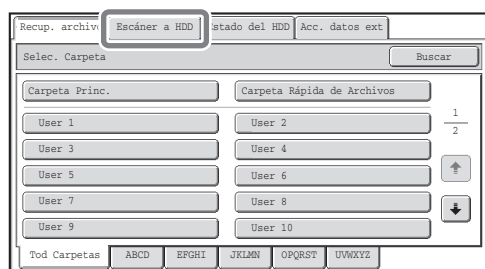 Recup. archivo Escáner a HDD Estado del HDD Acc. datos ext
Selec. Carpeta Buscar
Carpeta Princ. Carpeta Rápida de Archivos
User 1 User 2
1
2
User 3 User 4
User 5 User 6
User 7 User 8
User 9 User 10
Tod Carpetas ABCD EFGHI JKLMN OPQRST UVWXYZ